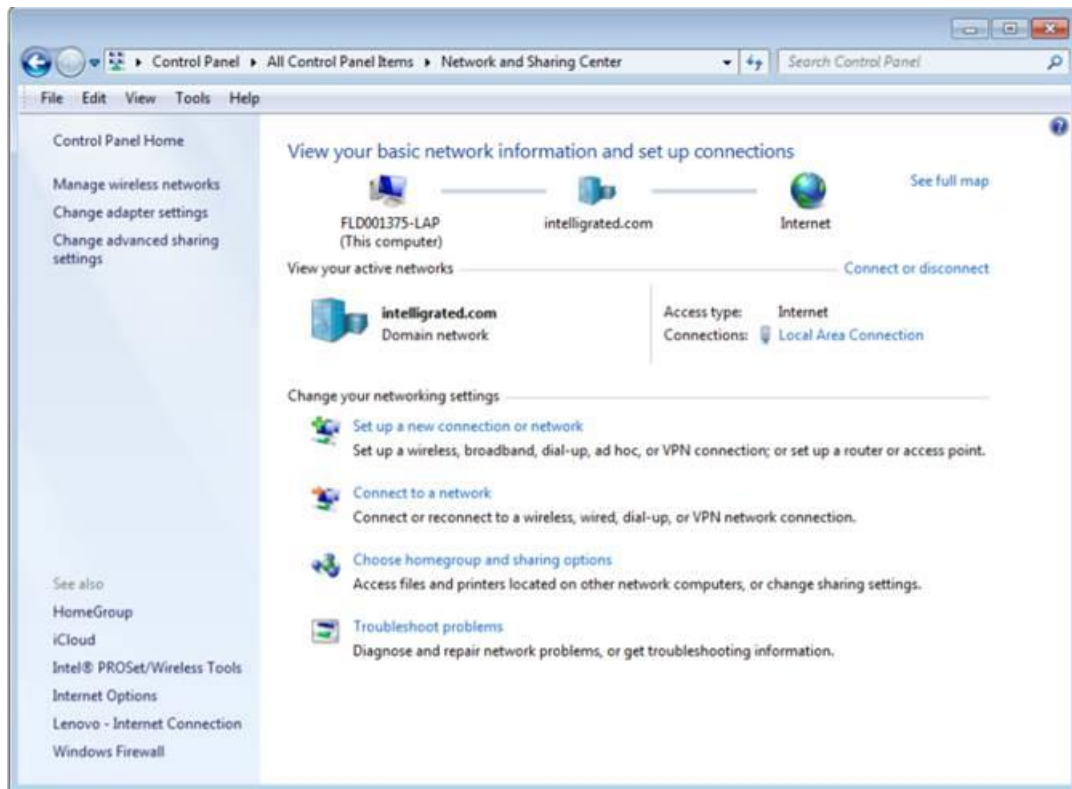 Control Panel ▸ All Control Panel Items ▸ Network and Sharing Center
Search Control Panel
File Edit View Tools Help
Control Panel Home
Manage wireless networks
Change adapter settings
Change advanced sharing
settings
See also
HomeGroup
iCloud
Intel® PROSet/Wireless Tools
Internet Options
Lenovo - Internet Connection
Windows Firewall
View your basic network information and set up connections
See full map
FLD001375-LAP
(This computer)
intelligrated.com
Internet
View your active networks
Connect or disconnect
intelligrated.com
Domain network
Access type: Internet
Connections: Local Area Connection
Change your networking settings
Set up a new connection or network
Set up a wireless, broadband, dial-up, ad hoc, or VPN connection; or set up a router or access point.
Connect to a network
Connect or reconnect to a wireless, wired, dial-up, or VPN network connection.
Choose homegroup and sharing options
Access files and printers located on other network computers, or change sharing settings.
Troubleshoot problems
Diagnose and repair network problems, or get troubleshooting information.